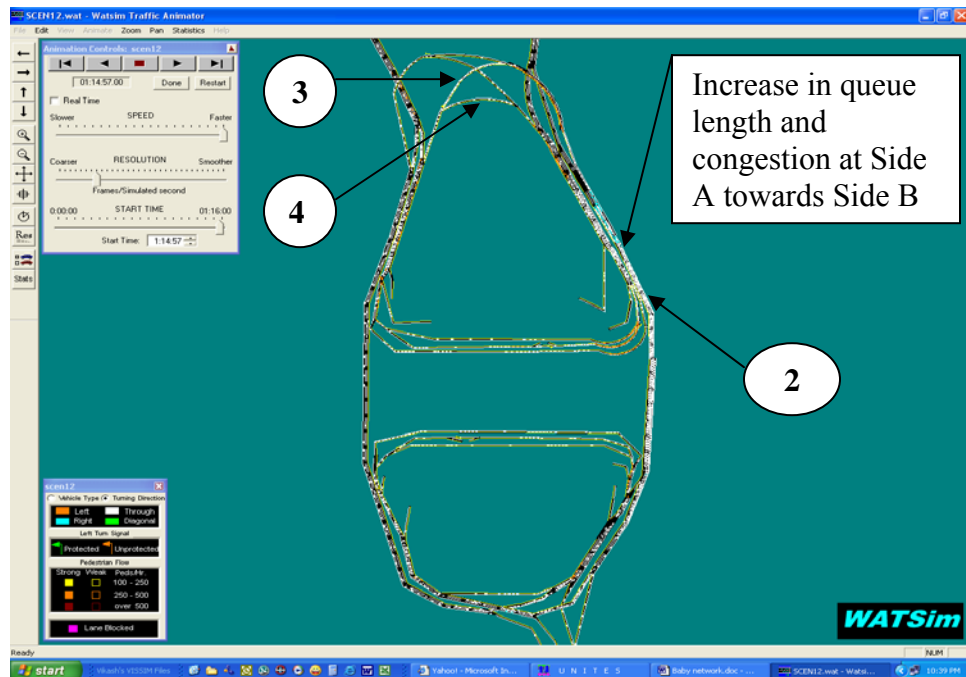 SCEN12.wat - Watsim Traffic Animator
File Edit View Animate Zoom Pan Statistics Help
Animation Controls: scen12
01:14:57.00 Done Restart
Real Time
Slower SPEED Faster
Coarser RESOLUTION Smoother
Frames/Simulated second
0:00:00 START TIME 01:16:00
Start Time: 1:14:57
Res
Stats
3
4
Increase in queue
length and
congestion at Side
A towards Side B
2
scen12
Vehicle Type Turning Direction
Left Through
Right Diagonal
Left Turn Signal
Protected Unprotected
Pedestrian Flow
Strong Weak Peds/Hr.
100 - 250
250 - 500
over 500
Lane Blocked
WATSim
Ready NUM
start Vikash's VISSIM Files Yahoo! - Microsoft In... U N I T E S Baby network.doc - ... SCEN12.wat - Watsi... 10:39 PM